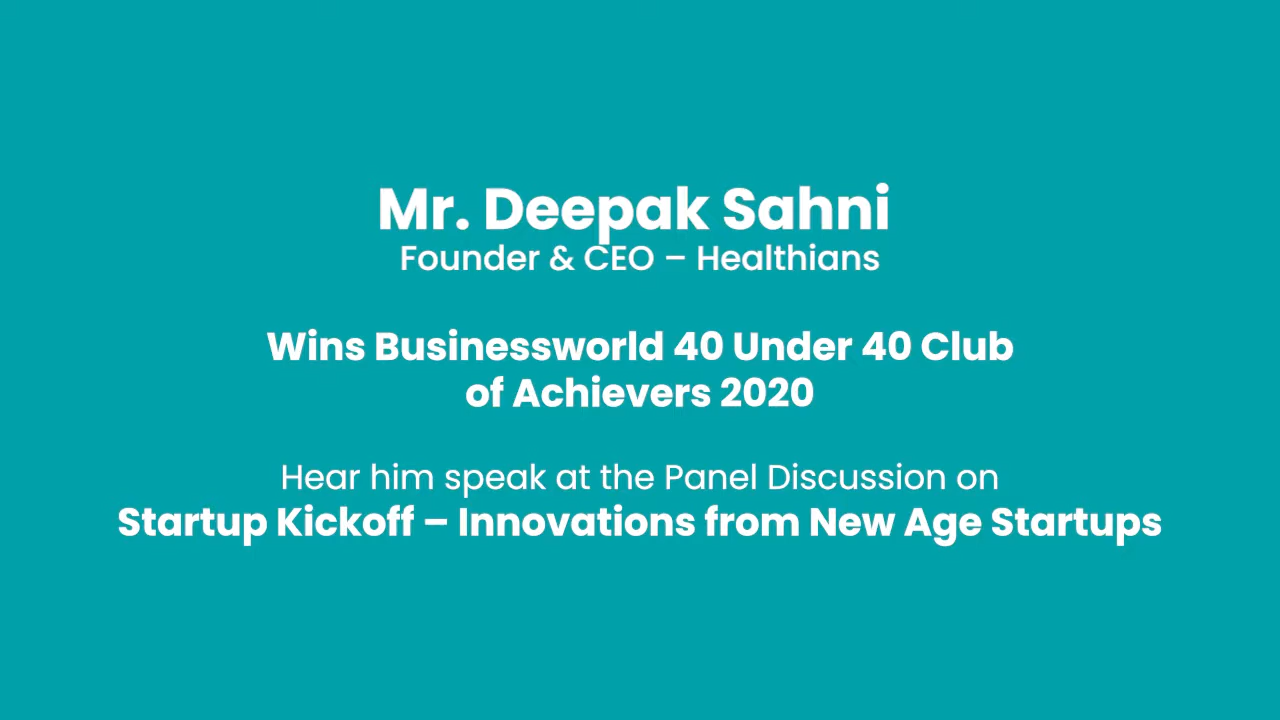 Mr. Deepak Sahni
Founder & CEO – Healthians
Wins Businessworld 40 Under 40 Club
of Achievers 2020
Hear him speak at the Panel Discussion on
Startup Kickoff – Innovations from New Age Startups